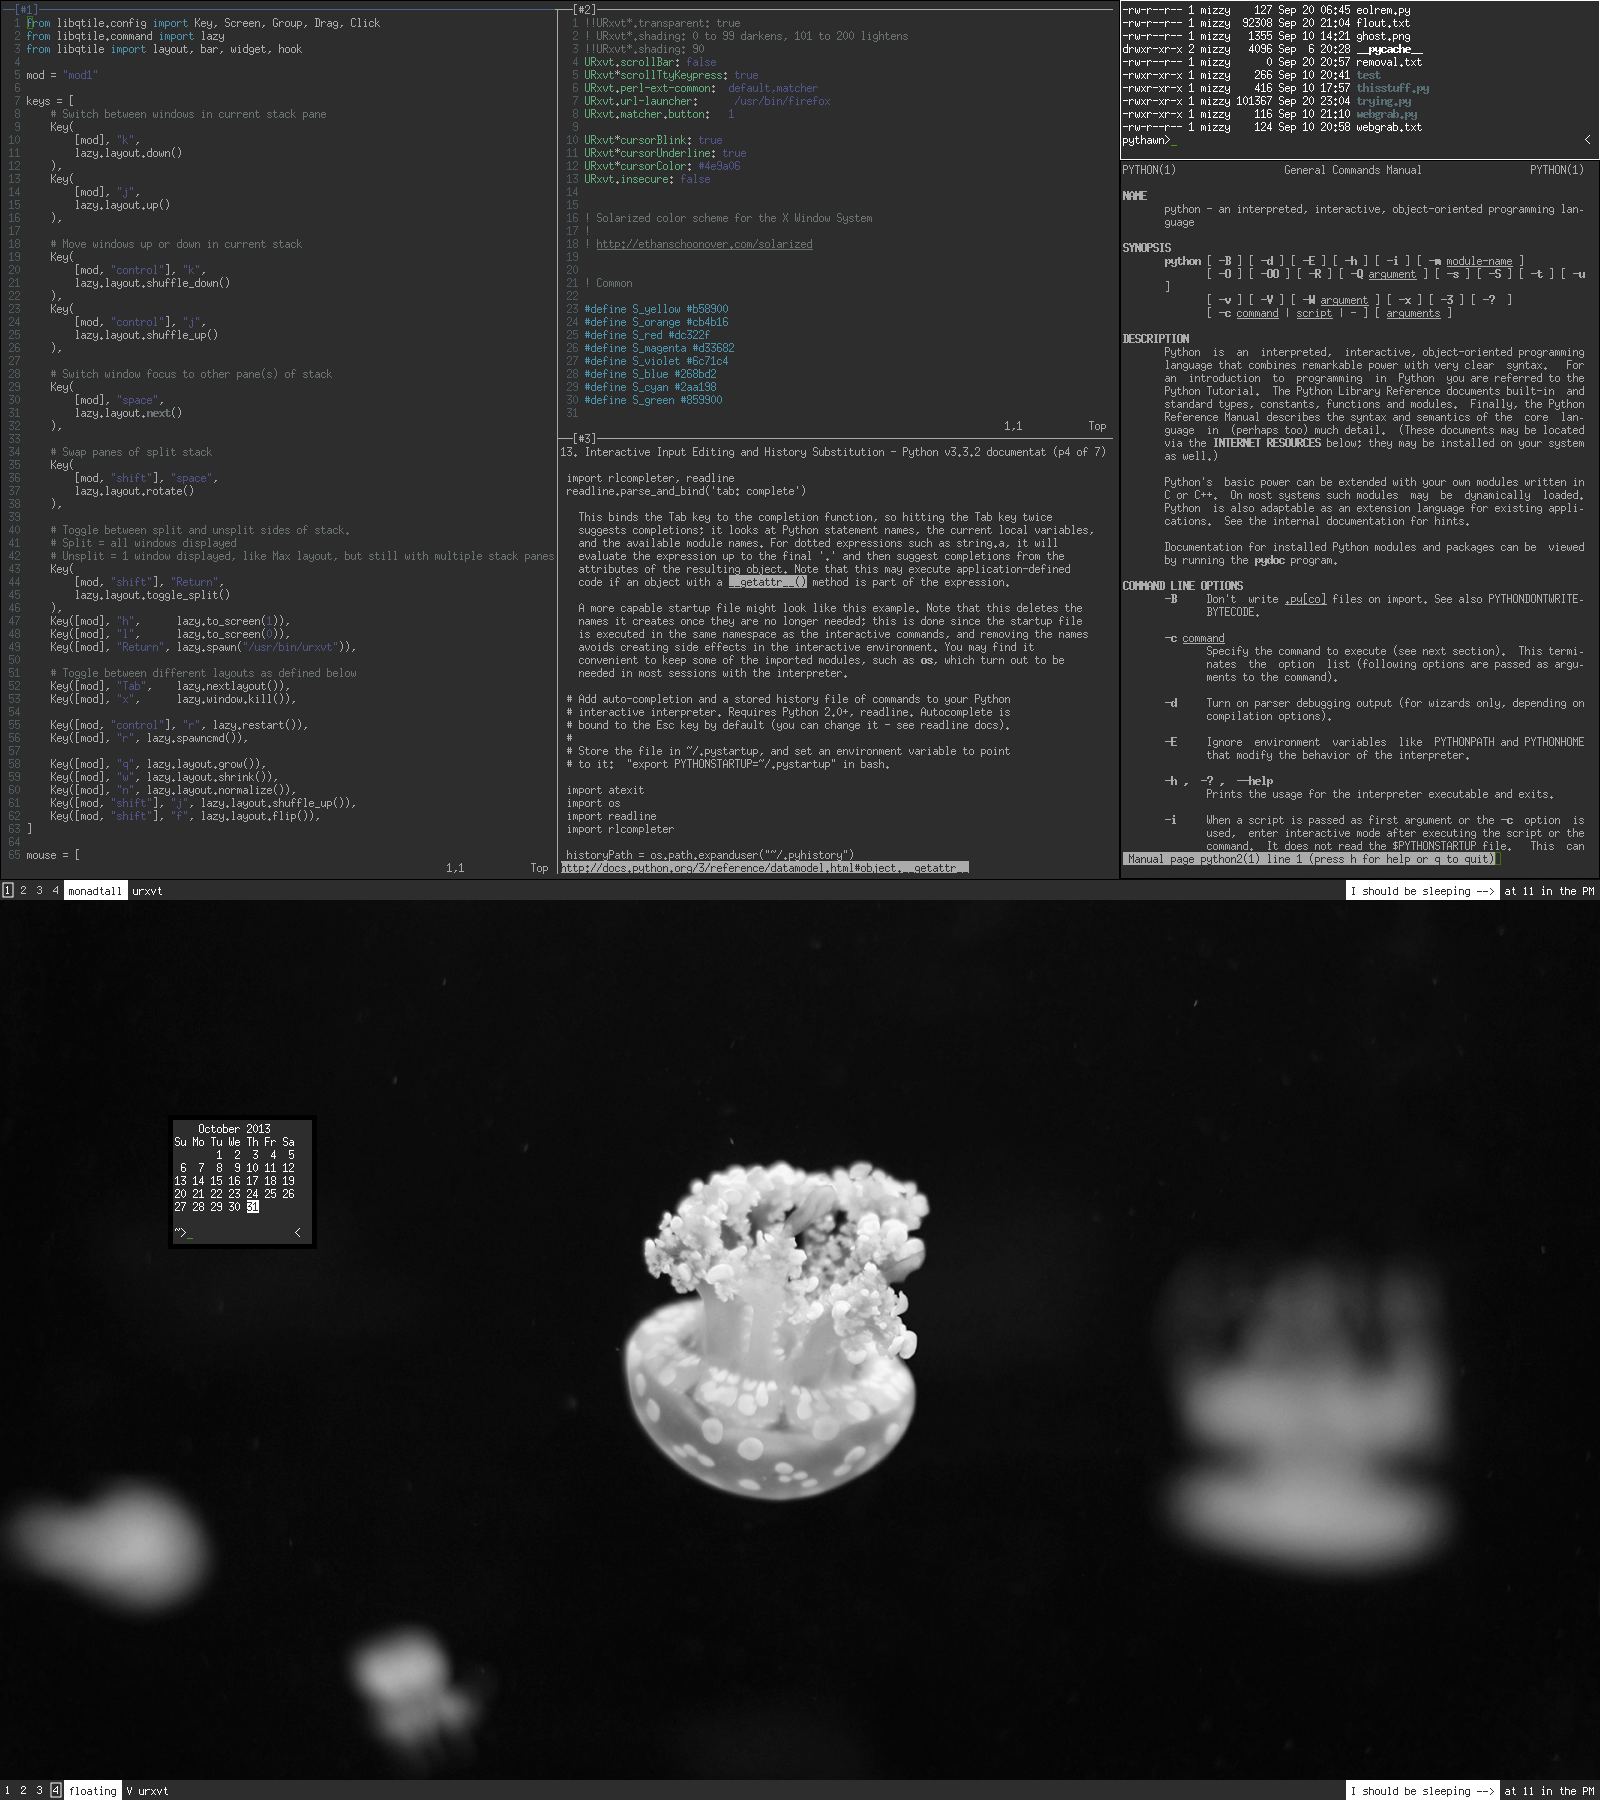 [#1]
1 from libqtile.config import Key, Screen, Group, Drag, Click
2 from libqtile.command import lazy
3 from libqtile import layout, bar, widget, hook
4
5 mod = "mod1"
6
7 keys = [
8     # Switch between windows in current stack pane
9     Key(
10         [mod], "k",
11         lazy.layout.down()
12     ),
13     Key(
14         [mod], "j",
15         lazy.layout.up()
16     ),
17
18     # Move windows up or down in current stack
19     Key(
20         [mod, "control"], "k",
21         lazy.layout.shuffle_down()
22     ),
23     Key(
24         [mod, "control"], "j",
25         lazy.layout.shuffle_up()
26     ),
27
28     # Switch window focus to other pane(s) of stack
29     Key(
30         [mod], "space",
31         lazy.layout.next()
32     ),
33
34     # Swap panes of split stack
35     Key(
36         [mod, "shift"], "space",
37         lazy.layout.rotate()
38     ),
39
40     # Toggle between split and unsplit sides of stack.
41     # Split = all windows displayed
42     # Unsplit = 1 window displayed, like Max layout, but still with multiple stack panes
43     Key(
44         [mod, "shift"], "Return",
45         lazy.layout.toggle_split()
46     ),
47     Key([mod], "h",      lazy.to_screen(1)),
48     Key([mod], "l",      lazy.to_screen(0)),
49     Key([mod], "Return", lazy.spawn("/usr/bin/urxvt")),
50
51     # Toggle between different layouts as defined below
52     Key([mod], "Tab",    lazy.nextlayout()),
53     Key([mod], "x",      lazy.window.kill()),
54
55     Key([mod, "control"], "r", lazy.restart()),
56     Key([mod], "r", lazy.spawncmd()),
57
58     Key([mod], "q", lazy.layout.grow()),
59     Key([mod], "w", lazy.layout.shrink()),
60     Key([mod], "n", lazy.layout.normalize()),
61     Key([mod, "shift"], "j", lazy.layout.shuffle_up()),
62     Key([mod, "shift"], "f", lazy.layout.flip()),
63 ]
64
65 mouse = [
1,1 Top
[#2]
1 !!URxvt*.transparent: true
2 ! URxvt*.shading: 0 to 99 darkens, 101 to 200 lightens
3 !!URxvt*.shading: 90
4 URxvt.scrollBar: false
5 URxvt*scrollTtyKeypress: true
6 URxvt.perl-ext-common:  default,matcher
7 URxvt.url-launcher:      /usr/bin/firefox
8 URxvt.matcher.button:   1
9
10 URxvt*cursorBlink: true
11 URxvt*cursorUnderline: true
12 URxvt*cursorColor: #4e9a06
13 URxvt.insecure: false
14
15
16 ! Solarized color scheme for the X Window System
17 !
18 ! http://ethanschoonover.com/solarized
19
20
21 ! Common
22
23 #define S_yellow #b58900
24 #define S_orange #cb4b16
25 #define S_red #dc322f
26 #define S_magenta #d33682
27 #define S_violet #6c71c4
28 #define S_blue #268bd2
29 #define S_cyan #2aa198
30 #define S_green #859900
31
1,1 Top
[#3]
13. Interactive Input Editing and History Substitution - Python v3.3.2 documentat (p4 of 7)
import rlcompleter, readline
readline.parse_and_bind('tab: complete')
This binds the Tab key to the completion function, so hitting the Tab key twice
suggests completions; it looks at Python statement names, the current local variables,
and the available module names. For dotted expressions such as string.a, it will
evaluate the expression up to the final '.' and then suggest completions from the
attributes of the resulting object. Note that this may execute application-defined
code if an object with a __getattr__() method is part of the expression.
A more capable startup file might look like this example. Note that this deletes the
names it creates once they are no longer needed; this is done since the startup file
is executed in the same namespace as the interactive commands, and removing the names
avoids creating side effects in the interactive environment. You may find it
convenient to keep some of the imported modules, such as os, which turn out to be
needed in most sessions with the interpreter.
# Add auto-completion and a stored history file of commands to your Python
# interactive interpreter. Requires Python 2.0+, readline. Autocomplete is
# bound to the Esc key by default (you can change it - see readline docs).
#
# Store the file in ~/.pystartup, and set an environment variable to point
# to it:  "export PYTHONSTARTUP=~/.pystartup" in bash.
import atexit
import os
import readline
import rlcompleter
historyPath = os.path.expanduser("~/.pyhistory")
http://docs.python.org/3/reference/datamodel.html#object.__getattr__
-rw-r---r-- 1 mizzy    127 Sep 20 06:45 eolrem.py
-rw-r---r-- 1 mizzy  92308 Sep 20 21:04 flout.txt
-rw-r---r-- 1 mizzy   1355 Sep 10 14:21 ghost.png
drwxr-xr-x 2 mizzy   4096 Sep  6 20:28 __pycache__
-rw-r---r-- 1 mizzy      0 Sep 20 20:57 removal.txt
-rwxr-xr-x 1 mizzy    266 Sep 10 20:41 test
-rwxr-xr-x 1 mizzy    416 Sep 10 17:57 thisstuff.py
-rwxr-xr-x 1 mizzy 101367 Sep 20 23:04 trying.py
-rwxr-xr-x 1 mizzy    116 Sep 10 21:10 webgrab.py
-rw-r---r-- 1 mizzy    124 Sep 10 20:58 webgrab.txt
pythawn>_ <
PYTHON(1) General Commands Manual PYTHON(1)
NAME
python - an interpreted, interactive, object-oriented programming lan-
guage
SYNOPSIS
python [ -B ] [ -d ] [ -E ] [ -h ] [ -i ] [ -m module-name ]
[ -O ] [ -OO ] [ -R ] [ -Q argument ] [ -s ] [ -S ] [ -t ] [ -u
]
[ -v ] [ -V ] [ -W argument ] [ -x ] [ -3 ] [ -?  ]
[ -c command | script | - ] [ arguments ]
DESCRIPTION
Python is an interpreted, interactive, object-oriented programming
language that combines remarkable power with very clear syntax.  For
an introduction to programming in Python you are referred to the
Python Tutorial.  The Python Library Reference documents built-in and
standard types, constants, functions and modules.  Finally, the Python
Reference Manual describes the syntax and semantics of the core lan-
guage in (perhaps too) much detail.  (These documents may be located
via the INTERNET RESOURCES below; they may be installed on your system
as well.)
Python's basic power can be extended with your own modules written in
C or C++.  On most systems such modules may be dynamically loaded.
Python is also adaptable as an extension language for existing appli-
cations.  See the internal documentation for hints.
Documentation for installed Python modules and packages can be viewed
by running the pydoc program.
COMMAND LINE OPTIONS
-B     Don't write .py[co] files on import. See also PYTHONDONTWRITE-
BYTECODE.
-c command
Specify the command to execute (see next section).  This termi-
nates the option list (following options are passed as argu-
ments to the command).
-d     Turn on parser debugging output (for wizards only, depending on
compilation options).
-E     Ignore environment variables like PYTHONPATH and PYTHONHOME
that modify the behavior of the interpreter.
-h ,  -? ,  --help
Prints the usage for the interpreter executable and exits.
-i     When a script is passed as first argument or the -c option is
used, enter interactive mode after executing the script or the
command.  It does not read the $PYTHONSTARTUP file.  This can
Manual page python2(1) line 1 (press h for help or q to quit)
1 2 3 4 monadtall urxvt I should be sleeping --> at 11 in the PM
October 2013
Su Mo Tu We Th Fr Sa
1 2 3 4 5
6 7 8 9 10 11 12
13 14 15 16 17 18 19
20 21 22 23 24 25 26
27 28 29 30 31
~>_ <
1 2 3 4 floating V urxvt I should be sleeping --> at 11 in the PM